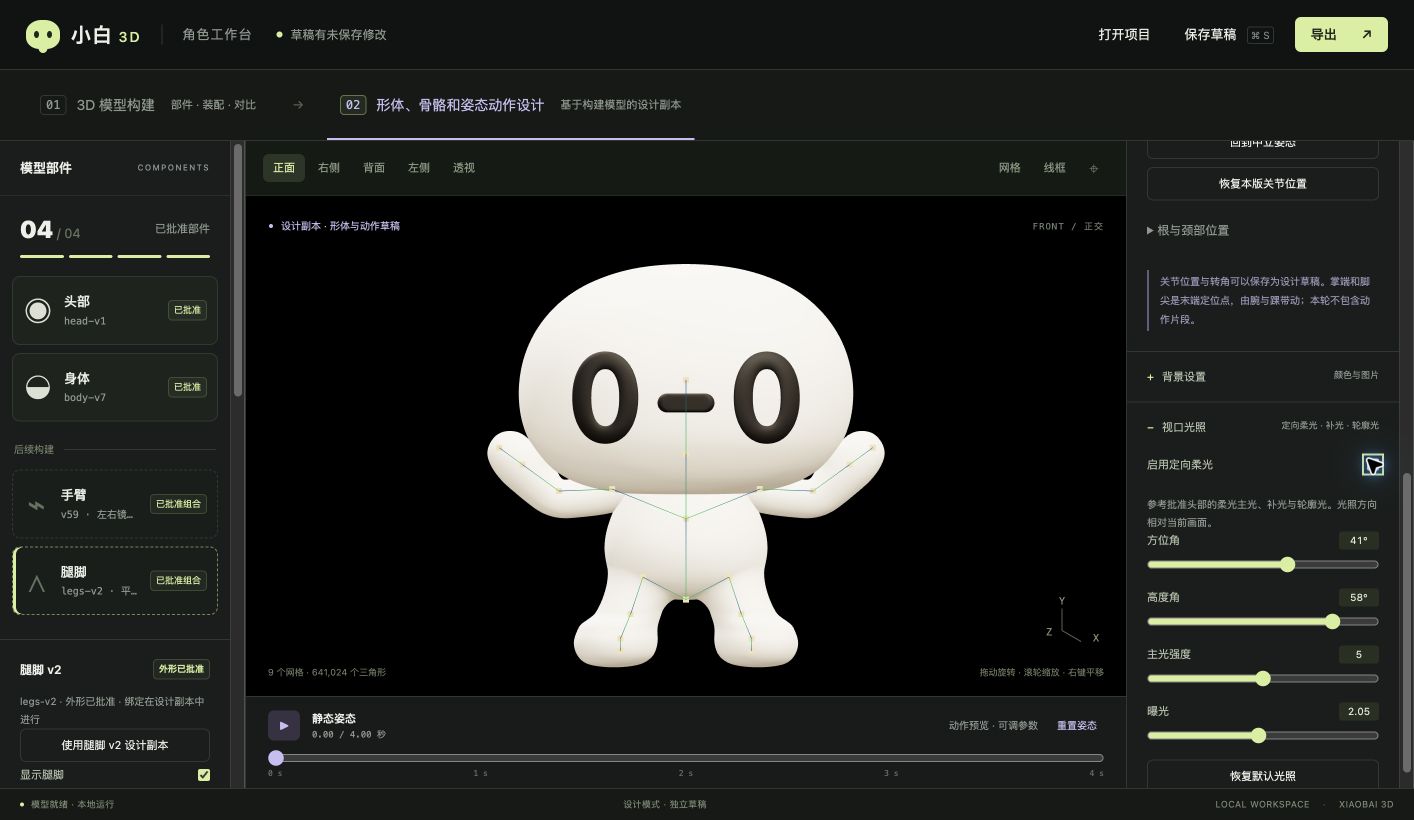 小白 3D
角色工作台
草稿有未保存修改
打开项目
保存草稿
⌘ S
导出
01 3D 模型构建 部件 · 装配 · 对比
→
02 形体、骨骼和姿态动作设计 基于构建模型的设计副本
模型部件
COMPONENTS
04 / 04
已批准部件
头部
head-v1
已批准
身体
body-v7
已批准
后续构建
手臂
v59 · 左右镜…
已批准组合
腿脚
legs-v2 · 平…
已批准组合
腿脚 v2
外形已批准
legs-v2 · 外形已批准 · 绑定在设计副本中
进行
使用腿脚 v2 设计副本
显示腿脚
正面
右侧
背面
左侧
透视
网格
线框
设计副本 · 形体与动作草稿
FRONT / 正交
Y
Z
X
9 个网格 · 641,024 个三角形
拖动旋转 · 滚轮缩放 · 右键平移
静态姿态
0.00 / 4.00 秒
动作预览 · 可调参数
重置姿态
0 s
1 s
2 s
3 s
4 s
回到中立姿态
恢复本版关节位置
根与颈部位置
关节位置与转角可以保存为设计草稿。掌端和脚
尖是末端定位点，由腕与踝带动；本轮不包含动
作片段。
+ 背景设置
颜色与图片
− 视口光照
定向柔光 · 补光 · 轮廓光
启用定向柔光
参考批准头部的柔光主光、补光与轮廓光。光照方向
相对当前画面。
方位角
41°
高度角
58°
主光强度
5
曝光
2.05
恢复默认光照
模型就绪 · 本地运行
设计模式 · 独立草稿
LOCAL WORKSPACE · XIAOBAI 3D